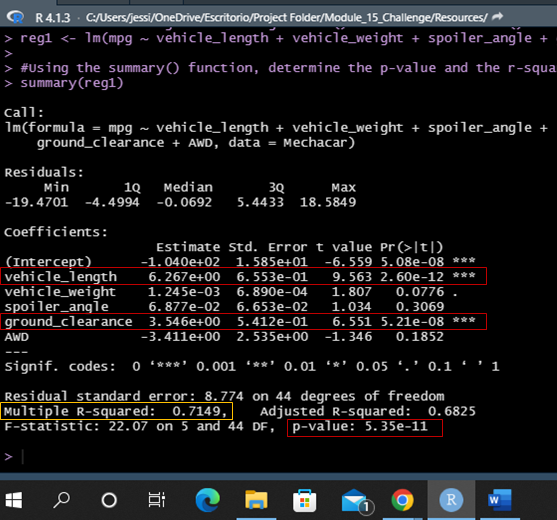 R 4.1.3 · C:/Users/jessi/OneDrive/Escritorio/Project Folder/Module_15_Challenge/Resources/
> reg1 <- lm(mpg ~ vehicle_length + vehicle_weight + spoiler_angle +
>
> #Using the summary() function, determine the p-value and the r-squa
> summary(reg1)
Call:
lm(formula = mpg ~ vehicle_length + vehicle_weight + spoiler_angle +
ground_clearance + AWD, data = Mechacar)
Residuals:
Min 1Q Median 3Q Max
-19.4701 -4.4994 -0.0692 5.4433 18.5849
Coefficients:
Estimate Std. Error t value Pr(>|t|)
(Intercept) -1.040e+02 1.585e+01 -6.559 5.08e-08 ***
vehicle_length 6.267e+00 6.553e-01 9.563 2.60e-12 ***
vehicle_weight 1.245e-03 6.890e-04 1.807 0.0776 .
spoiler_angle 6.877e-02 6.653e-02 1.034 0.3069
ground_clearance 3.546e+00 5.412e-01 6.551 5.21e-08 ***
AWD -3.411e+00 2.535e+00 -1.346 0.1852
---
Signif. codes: 0 ‘***’ 0.001 ‘**’ 0.01 ‘*’ 0.05 ‘.’ 0.1 ‘ ’ 1
Residual standard error: 8.774 on 44 degrees of freedom
Multiple R-squared: 0.7149, Adjusted R-squared: 0.6825
F-statistic: 22.07 on 5 and 44 DF, p-value: 5.35e-11
>
1
R
W